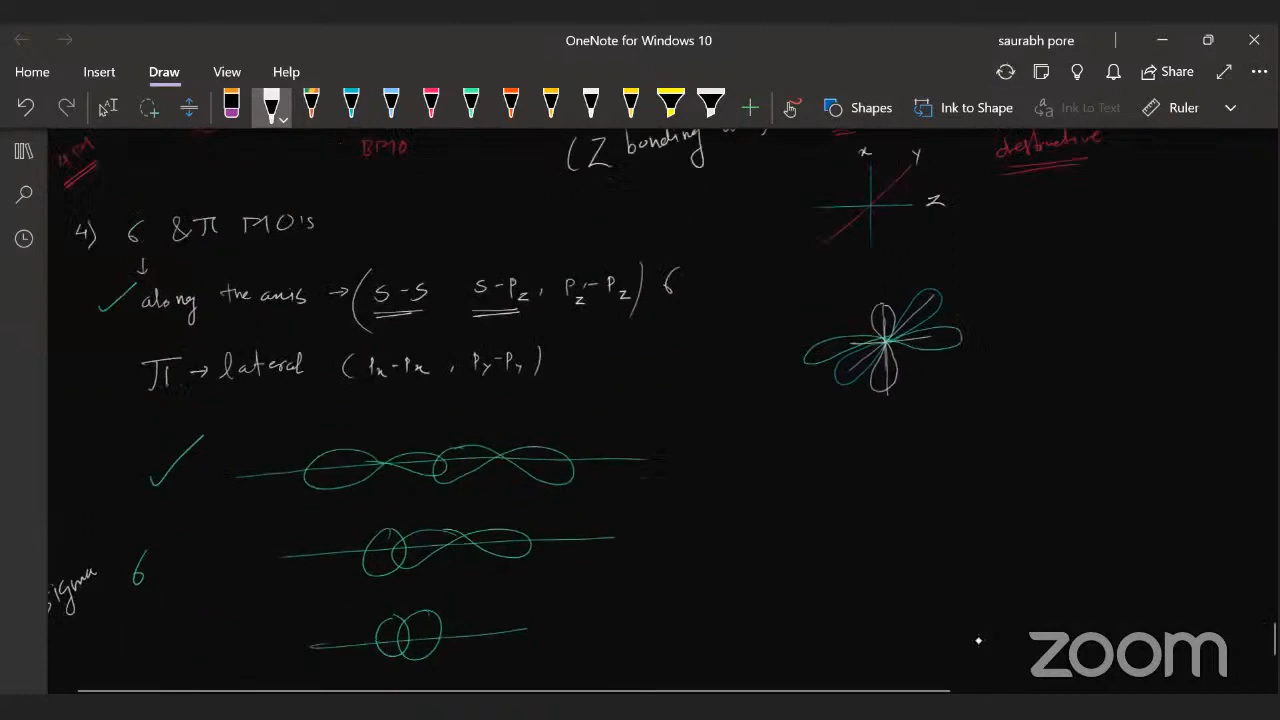 OneNote for Windows 10
saurabh pore
Home Insert Draw View Help
Share
Shapes Ink to Shape Ink to Text Ruler
BMO
(Z bonding
destructive
x y
z
4) σ & π MO's
↓
along the axis → (s-s s-Pz, Pz-Pz) σ
π → lateral (Px-Px, Py-Py)
sigma σ
zoom